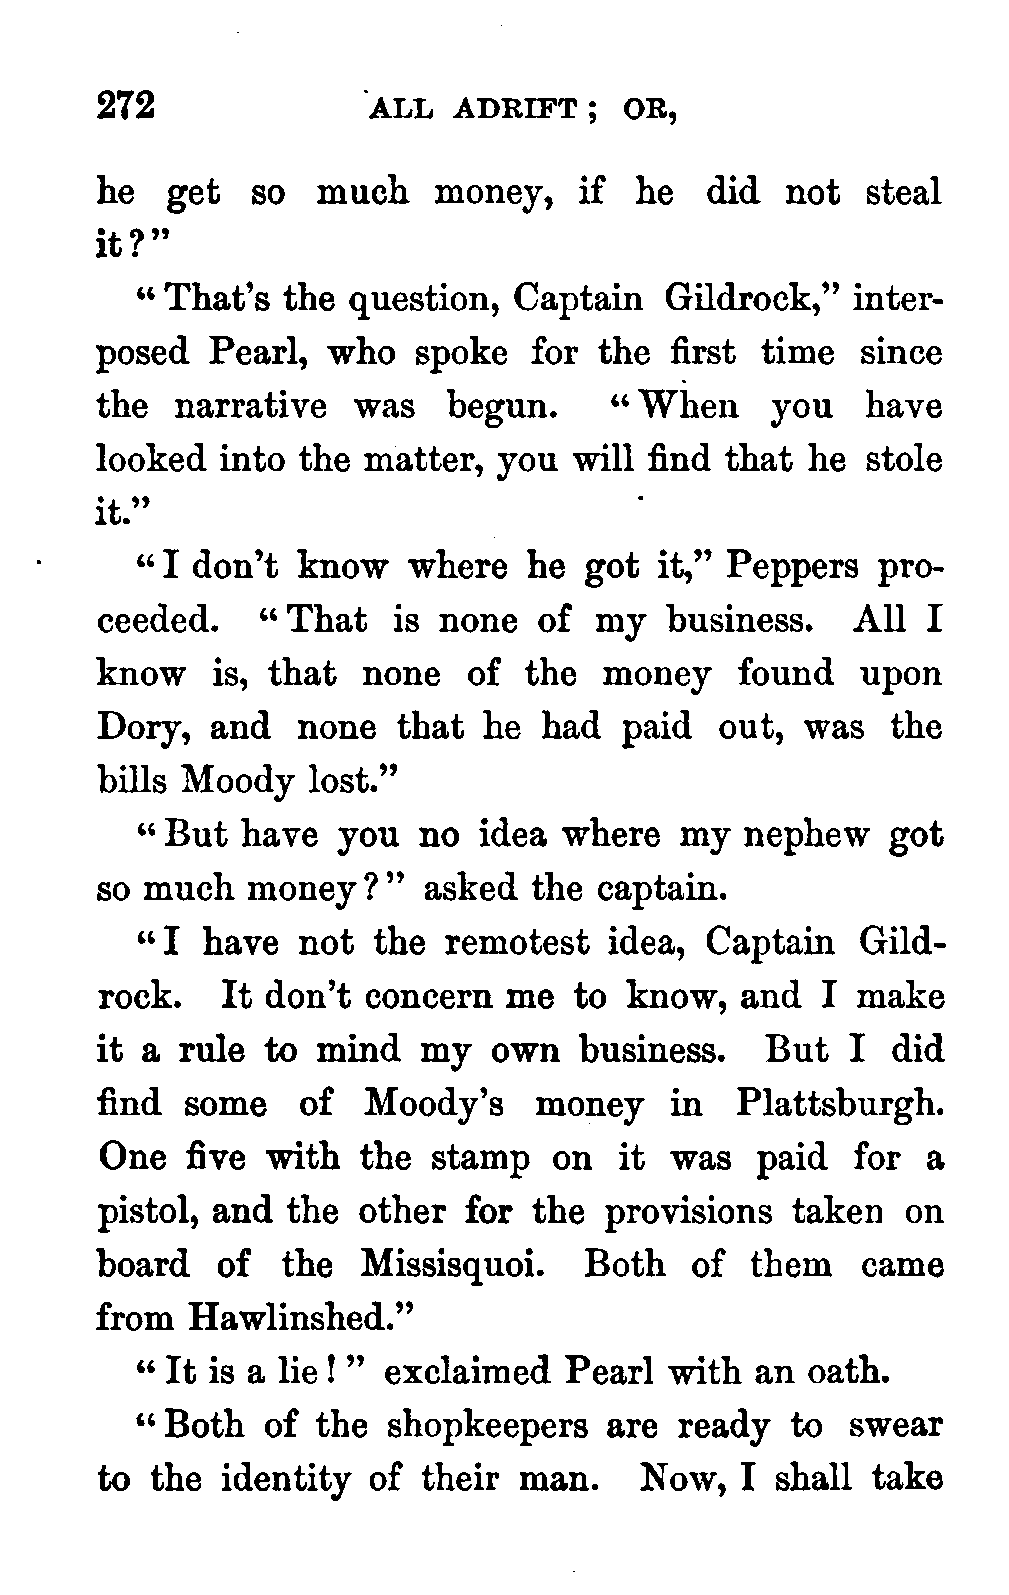 272 ALL ADRIFT; OR,
he get so much money, if he did not steal
it?"
"That's the question, Captain Gildrock," inter-
posed Pearl, who spoke for the first time since
the narrative was begun. "When you have
looked into the matter, you will find that he stole
it."
"I don't know where he got it," Peppers pro-
ceeded. "That is none of my business. All I
know is, that none of the money found upon
Dory, and none that he had paid out, was the
bills Moody lost."
"But have you no idea where my nephew got
so much money?" asked the captain.
"I have not the remotest idea, Captain Gild-
rock. It don't concern me to know, and I make
it a rule to mind my own business. But I did
find some of Moody's money in Plattsburgh.
One five with the stamp on it was paid for a
pistol, and the other for the provisions taken on
board of the Missisquoi. Both of them came
from Hawlinshed."
"It is a lie!" exclaimed Pearl with an oath.
"Both of the shopkeepers are ready to swear
to the identity of their man. Now, I shall take